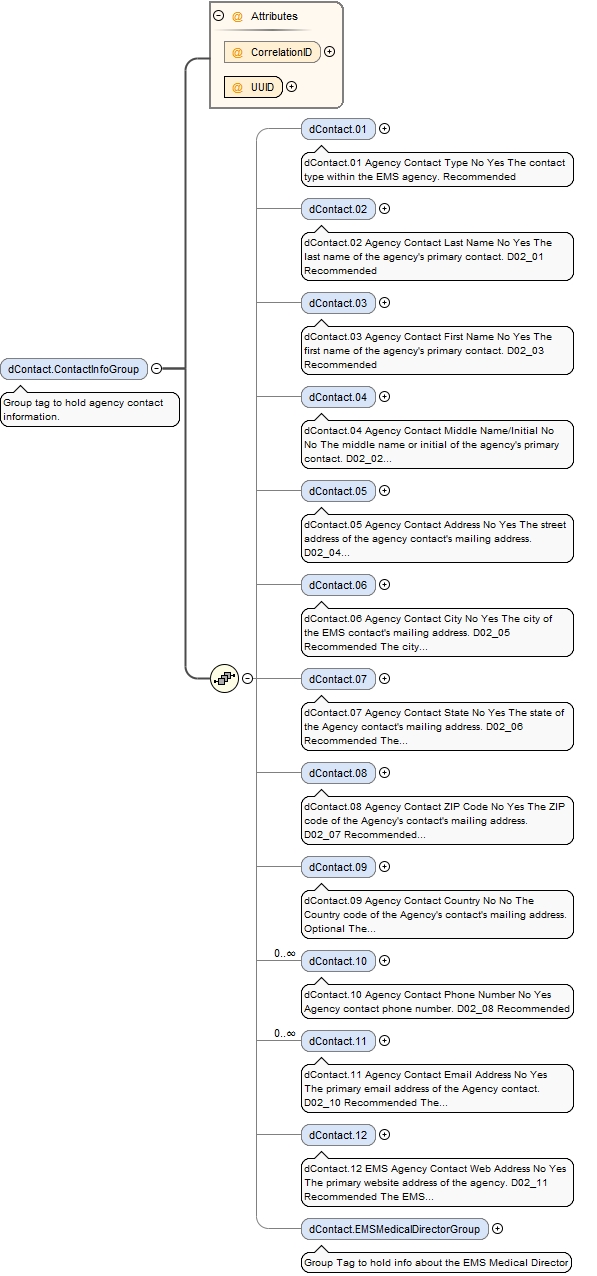 Attributes
@ CorrelationID
@ UUID
dContact.01
dContact.01 Agency Contact Type No Yes The contact
type within the EMS agency. Recommended
dContact.02
dContact.02 Agency Contact Last Name No Yes The
last name of the agency's primary contact. D02_01
Recommended
dContact.03
dContact.03 Agency Contact First Name No Yes The
first name of the agency's primary contact. D02_03
Recommended
dContact.ContactInfoGroup
Group tag to hold agency contact
information.
dContact.04
dContact.04 Agency Contact Middle Name/Initial No
No The middle name or initial of the agency's primary
contact. D02_02...
dContact.05
dContact.05 Agency Contact Address No Yes The street
address of the agency contact's mailing address.
D02_04...
dContact.06
dContact.06 Agency Contact City No Yes The city of
the EMS contact's mailing address. D02_05
Recommended The city...
dContact.07
dContact.07 Agency Contact State No Yes The state of
the Agency contact's mailing address. D02_06
Recommended The...
dContact.08
dContact.08 Agency Contact ZIP Code No Yes The ZIP
code of the Agency's contact's mailing address.
D02_07 Recommended...
dContact.09
dContact.09 Agency Contact Country No No The
Country code of the Agency's contact's mailing address.
Optional The...
0..∞
dContact.10
dContact.10 Agency Contact Phone Number No Yes
Agency contact phone number. D02_08 Recommended
0..∞
dContact.11
dContact.11 Agency Contact Email Address No Yes
The primary email address of the Agency contact.
D02_10 Recommended The...
dContact.12
dContact.12 EMS Agency Contact Web Address No Yes
The primary website address of the agency. D02_11
Recommended The EMS...
dContact.EMSMedicalDirectorGroup
Group Tag to hold info about the EMS Medical Director